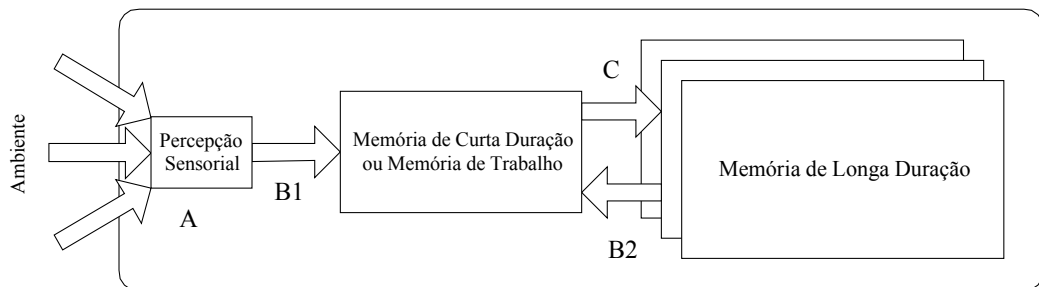 Ambiente
Percepção
Sensorial
A
B1
Memória de Curta Duração
ou Memória de Trabalho
C
B2
Memória de Longa Duração